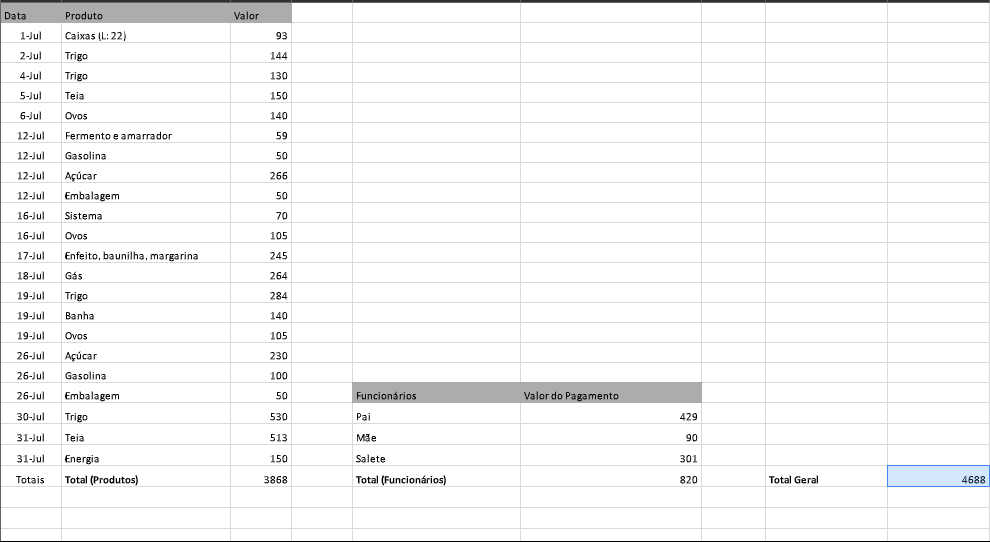 Data Produto Valor
1-Jul Caixas (L: 22) 93
2-Jul Trigo 144
4-Jul Trigo 130
5-Jul Teia 150
6-Jul Ovos 140
12-Jul Fermento e amarrador 59
12-Jul Gasolina 50
12-Jul Açúcar 266
12-Jul Embalagem 50
16-Jul Sistema 70
16-Jul Ovos 105
17-Jul Enfeito, baunilha, margarina 245
18-Jul Gás 264
19-Jul Trigo 284
19-Jul Banha 140
19-Jul Ovos 105
26-Jul Açúcar 230
26-Jul Gasolina 100
26-Jul Embalagem 50 Funcionários Valor do Pagamento
30-Jul Trigo 530 Pai 429
31-Jul Teia 513 Mãe 90
31-Jul Energia 150 Salete 301
Totais Total (Produtos) 3868 Total (Funcionários) 820 Total Geral 4688